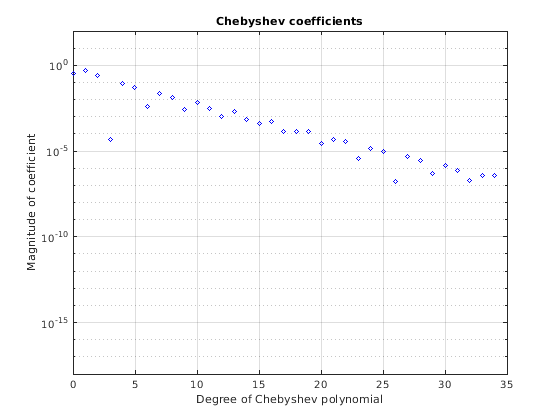 Chebyshev coefficients
Magnitude of coefficient
10^0
10^-5
10^-10
10^-15
0 5 10 15 20 25 30 35
Degree of Chebyshev polynomial